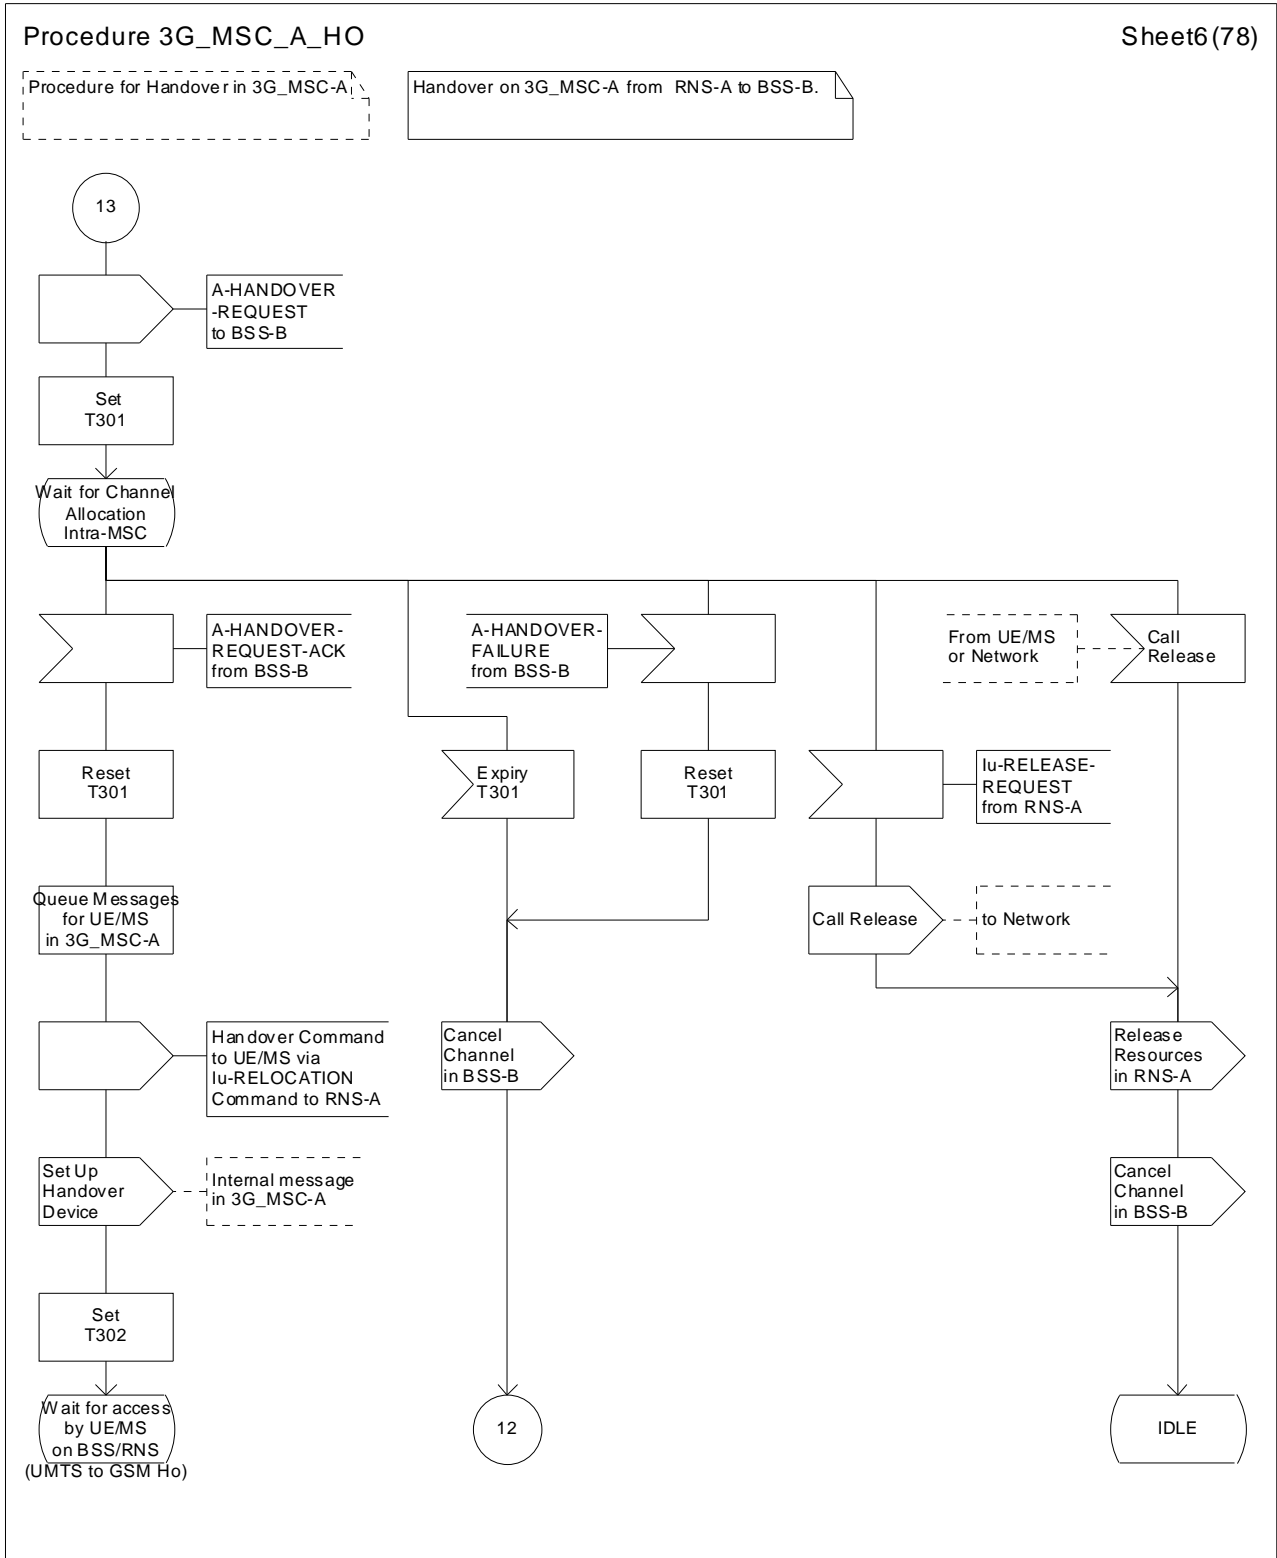 Procedure 3G_MSC_A_HO
Sheet6(78)
Procedure for Handover in 3G_MSC-A
Handover on 3G_MSC-A from RNS-A to BSS-B.
13
A-HANDOVER
-REQUEST
to BSS-B
Set
T301
Wait for Channel
Allocation
Intra-MSC
A-HANDOVER-
REQUEST-ACK
from BSS-B
A-HANDOVER-
FAILURE
from BSS-B
From UE/MS
or Network
Call
Release
Reset
T301
Expiry
T301
Reset
T301
Iu-RELEASE-
REQUEST
from RNS-A
Queue Messages
for UE/MS
in 3G_MSC-A
Call Release
to Network
Handover Command
to UE/MS via
Iu-RELOCATION
Command to RNS-A
Cancel
Channel
in BSS-B
Release
Resources
in RNS-A
Set Up
Handover
Device
Internal message
in 3G_MSC-A
Cancel
Channel
in BSS-B
Set
T302
Wait for access
by UE/MS
on BSS/RNS
(UMTS to GSM Ho)
12
IDLE